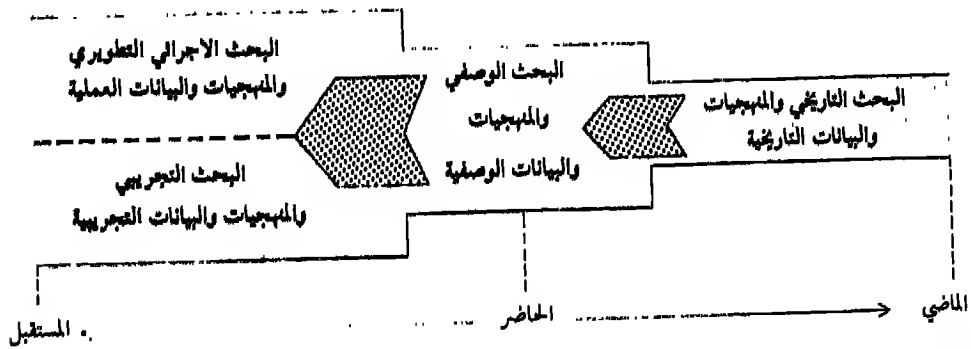 البحث التاريخي والمنهجيات
والبيانات التاريخية
البحث الوصفي
والمنهجيات
والبيانات الوصفية
البحث الاجرائي التطويري
والمنهجيات والبيانات العملية
البحث التجريبي
والمنهجيات والبيانات التجريبية
الماضي
الحاضر
المستقبل